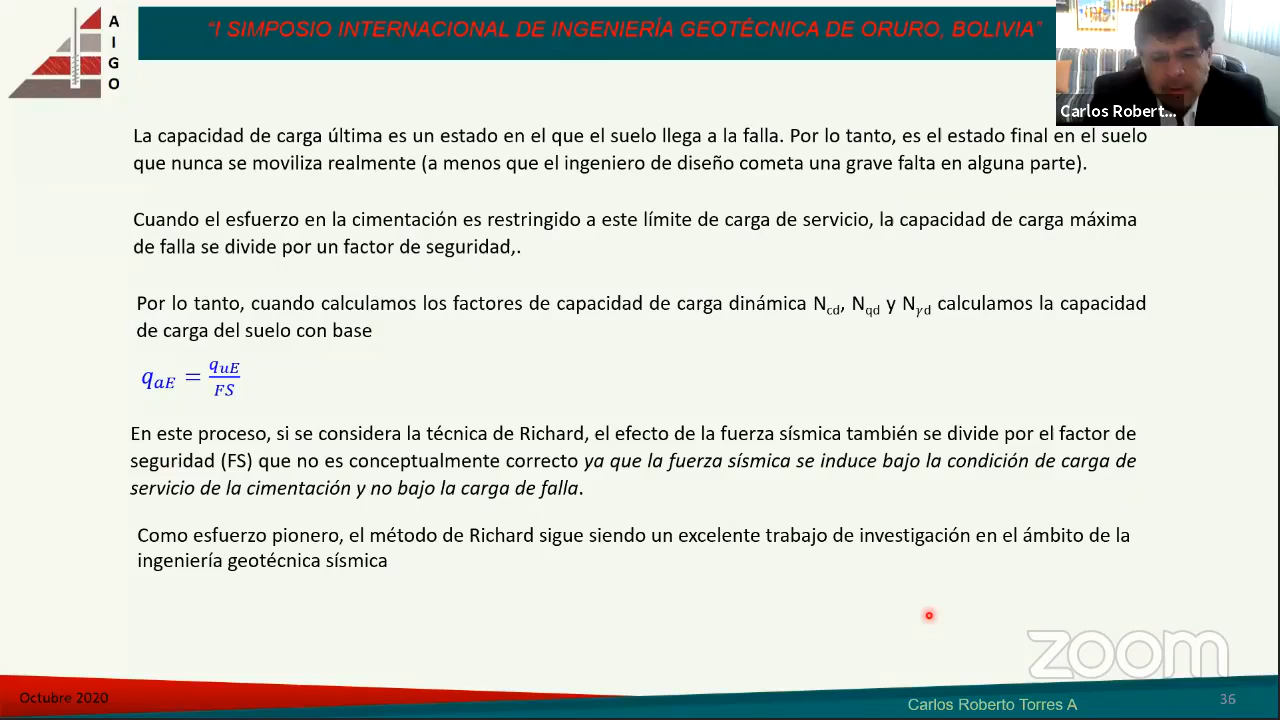 A
I
G
O
“I SIMPOSIO INTERNACIONAL DE INGENIERÍA GEOTÉCNICA DE ORURO, BOLIVIA”
Carlos Robert...
La capacidad de carga última es un estado en el que el suelo llega a la falla. Por lo tanto, es el estado final en el suelo
que nunca se moviliza realmente (a menos que el ingeniero de diseño cometa una grave falta en alguna parte).
Cuando el esfuerzo en la cimentación es restringido a este límite de carga de servicio, la capacidad de carga máxima
de falla se divide por un factor de seguridad,.
Por lo tanto, cuando calculamos los factores de capacidad de carga dinámica N_cd, N_qd y N_γd calculamos la capacidad
de carga del suelo con base
q_aE = q_uE / FS
En este proceso, si se considera la técnica de Richard, el efecto de la fuerza sísmica también se divide por el factor de
seguridad (FS) que no es conceptualmente correcto ya que la fuerza sísmica se induce bajo la condición de carga de
servicio de la cimentación y no bajo la carga de falla.
Como esfuerzo pionero, el método de Richard sigue siendo un excelente trabajo de investigación en el ámbito de la
ingeniería geotécnica sísmica
zoom
Octubre 2020
Carlos Roberto Torres A
36